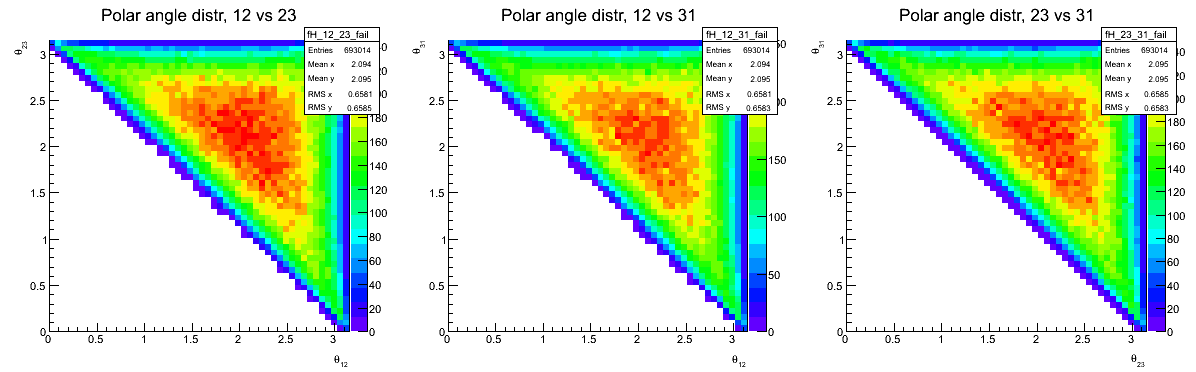 Polar angle distr, 12 vs 23
θ23
fH_12_23_fail
Entries 693014
Mean x 2.094
Mean y 2.095
RMS x 0.6581
RMS y 0.6585
3
2.5
2
1.5
1
0.5
0
0 0.5 1 1.5 2 2.5 3
θ12
180
160
140
120
100
80
60
40
20
0
Polar angle distr, 12 vs 31
θ31
fH_12_31_fail
Entries 693014
Mean x 2.094
Mean y 2.095
RMS x 0.6581
RMS y 0.6583
3
2.5
2
1.5
1
0.5
0
0 0.5 1 1.5 2 2.5 3
θ12
150
100
50
0
Polar angle distr, 23 vs 31
θ31
fH_23_31_fail
Entries 693014
Mean x 2.095
Mean y 2.095
RMS x 0.6585
RMS y 0.6583
3
2.5
2
1.5
1
0.5
0
0 0.5 1 1.5 2 2.5 3
θ23
180
160
140
120
100
80
60
40
20
0